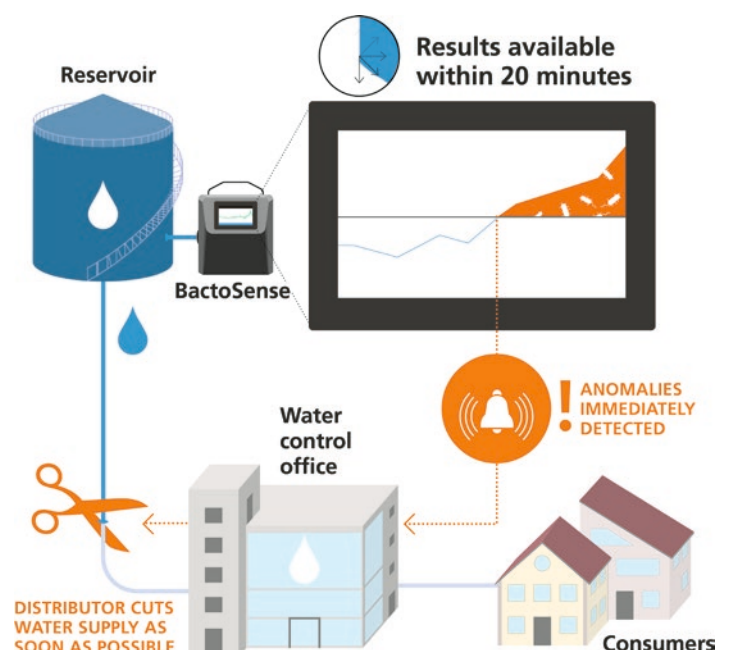 Results available
within 20 minutes
Reservoir
BactoSense
ANOMALIES
IMMEDIATELY
DETECTED
Water
control
office
DISTRIBUTOR CUTS
WATER SUPPLY AS
SOON AS POSSIBLE
Consumers